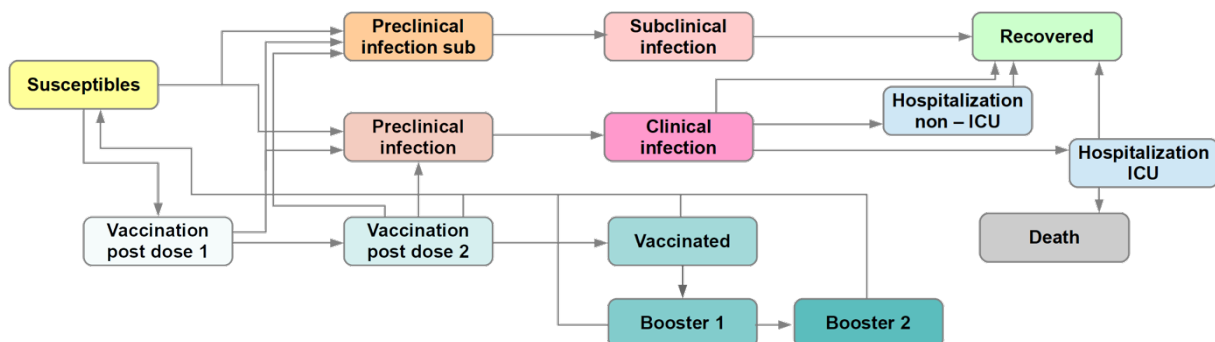 Preclinical
infection sub
Subclinical
infection
Recovered
Susceptibles
Preclinical
infection
Clinical
infection
Hospitalization
non – ICU
Hospitalization
ICU
Vaccination
post dose 1
Vaccination
post dose 2
Vaccinated
Death
Booster 1
Booster 2